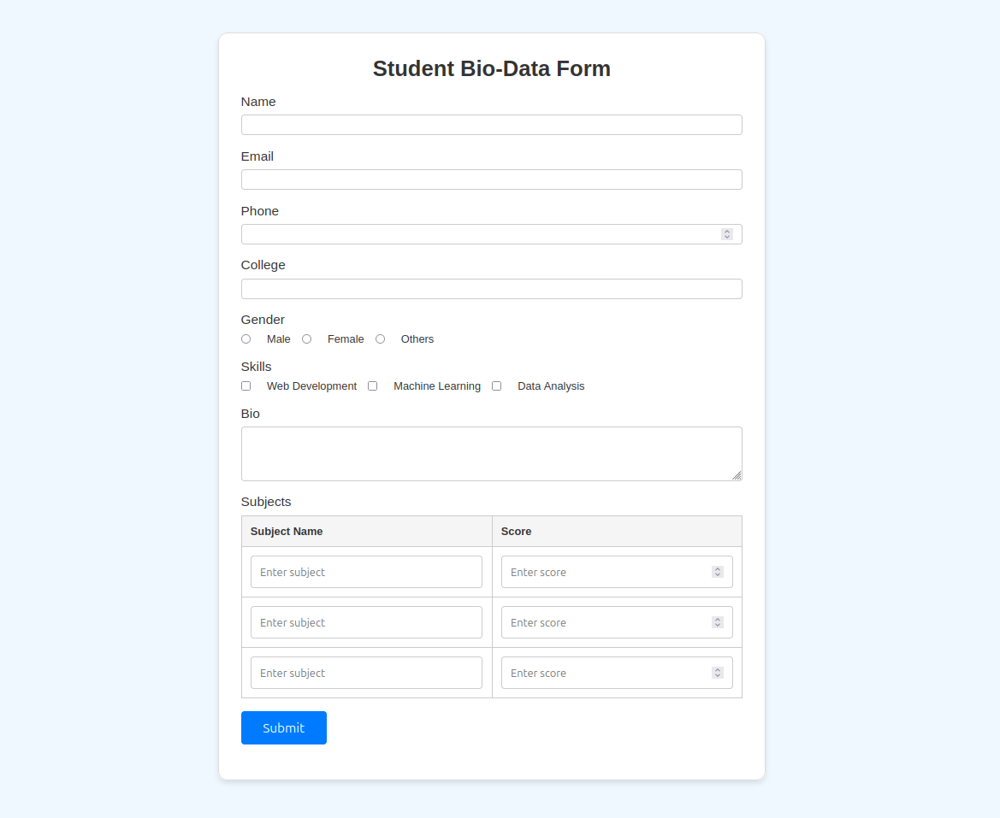 Student Bio-Data Form
Name
Email
Phone
College
Gender
Male Female Others
Skills
Web Development Machine Learning Data Analysis
Bio
Subjects
Subject Name Score
Enter subject Enter score
Enter subject Enter score
Enter subject Enter score
Submit